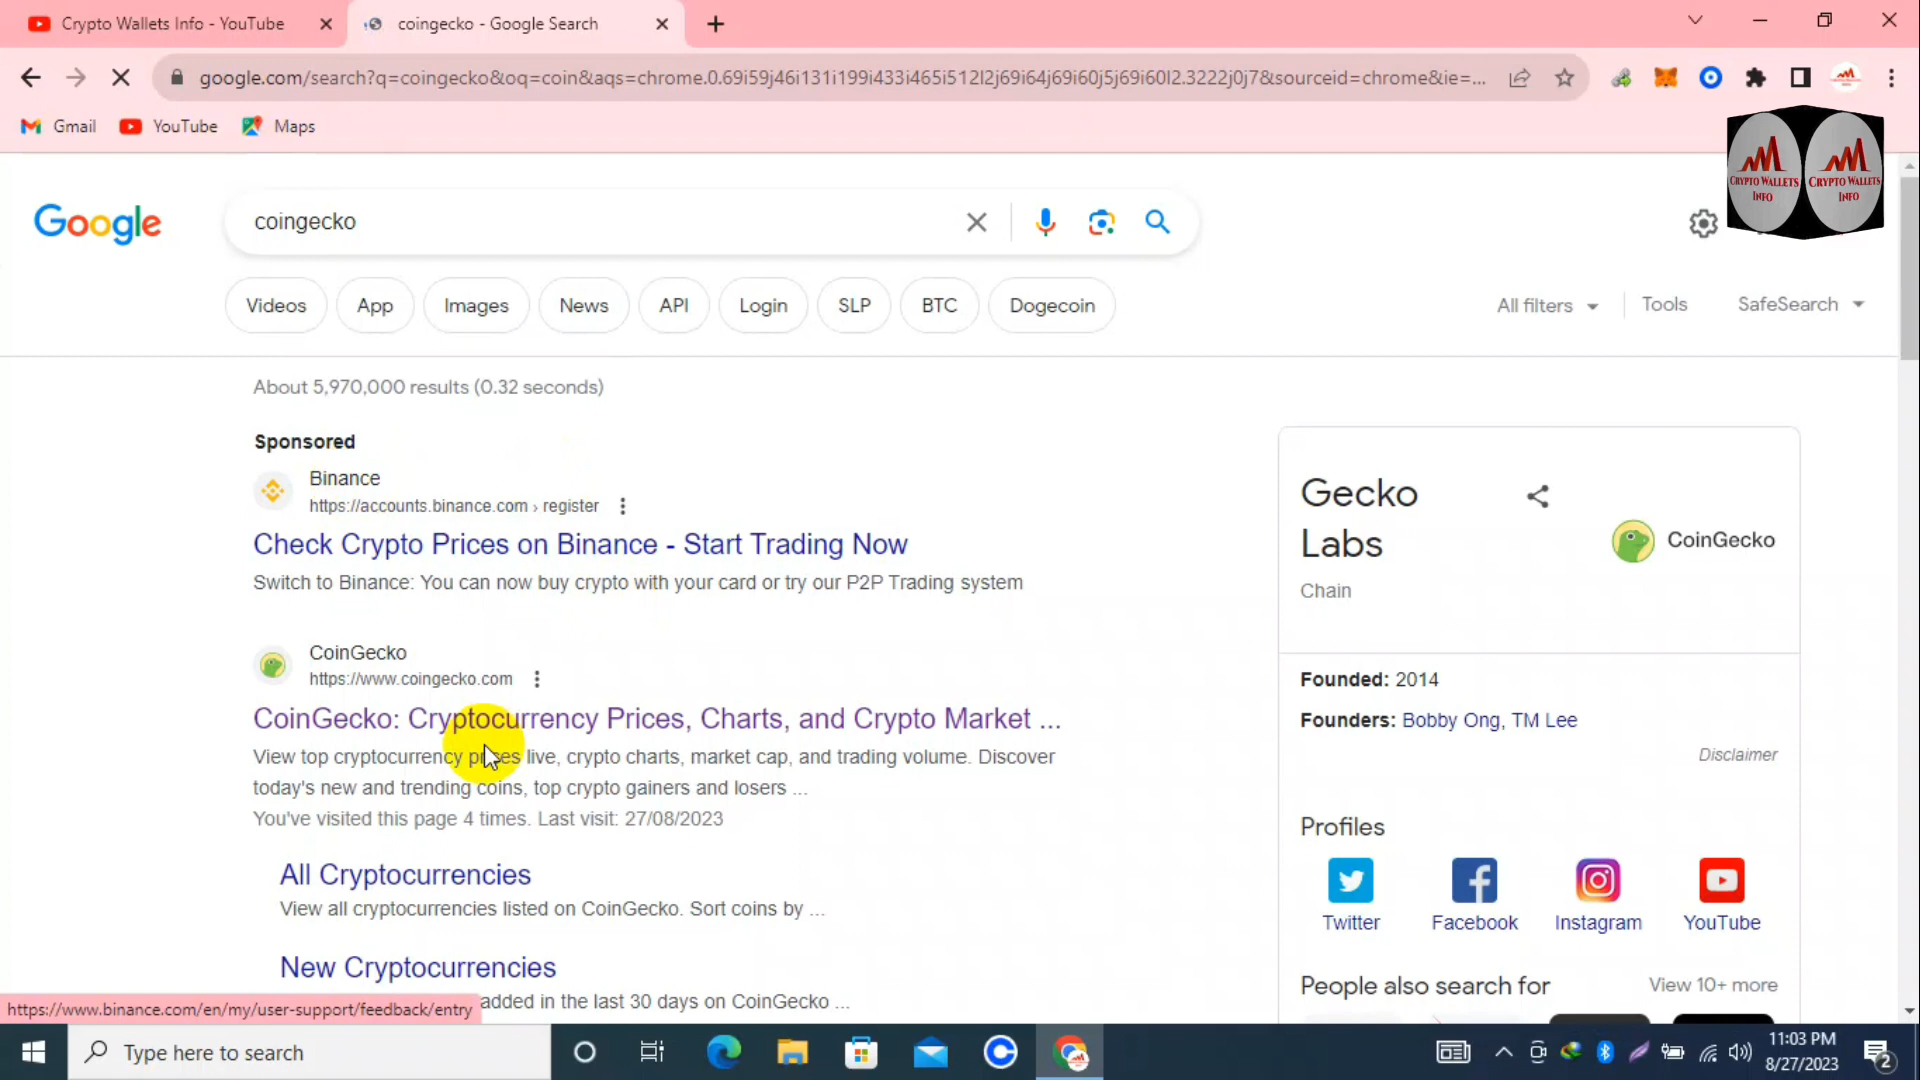 Crypto Wallets Info - YouTube
coingecko - Google Search
google.com/search?q=coingecko&oq=coin&aqs=chrome.0.69i59j46i131i199i433i465i512l2j69i64j69i60j5j69i60l2.3222j0j7&sourceid=chrome&ie=...
Gmail
YouTube
Maps
CRYPTO WALLETS
INFO
CRYPTO WALLETS
INFO
Google
coingecko
Videos
App
Images
News
API
Login
SLP
BTC
Dogecoin
All filters
Tools
SafeSearch
About 5,970,000 results (0.32 seconds)
Sponsored
Binance
https://accounts.binance.com › register
Check Crypto Prices on Binance - Start Trading Now
Switch to Binance: You can now buy crypto with your card or try our P2P Trading system
CoinGecko
https://www.coingecko.com
CoinGecko: Cryptocurrency Prices, Charts, and Crypto Market ...
View top cryptocurrency prices live, crypto charts, market cap, and trading volume. Discover
today's new and trending coins, top crypto gainers and losers ...
You've visited this page 4 times. Last visit: 27/08/2023
All Cryptocurrencies
View all cryptocurrencies listed on CoinGecko. Sort coins by ...
New Cryptocurrencies
added in the last 30 days on CoinGecko ...
Gecko
Labs
Chain
CoinGecko
Founded: 2014
Founders: Bobby Ong, TM Lee
Disclaimer
Profiles
Twitter
Facebook
Instagram
YouTube
People also search for
View 10+ more
https://www.binance.com/en/my/user-support/feedback/entry
Type here to search
11:03 PM
8/27/2023
2